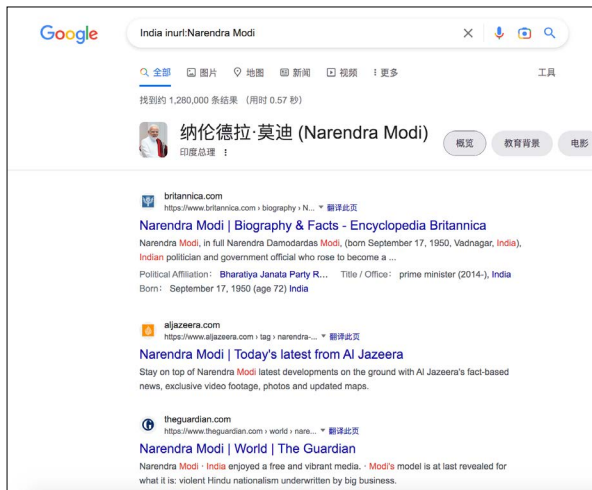 Google
India inurl:Narendra Modi
全部 图片 地图 新闻 视频 更多 工具
找到约 1,280,000 条结果 （用时 0.57 秒）
纳伦德拉·莫迪 (Narendra Modi)
印度总理
概览 教育背景 电影
britannica.com
https://www.britannica.com › biography › N... 翻译此页
Narendra Modi | Biography & Facts - Encyclopedia Britannica
Narendra Modi, in full Narendra Damodardas Modi, (born September 17, 1950, Vadnagar, India),
Indian politician and government official who rose to become a ...
Political Affiliation： Bharatiya Janata Party R... Title / Office： prime minister (2014-), India
Born： September 17, 1950 (age 72) India
aljazeera.com
https://www.aljazeera.com › tag › narendra-... 翻译此页
Narendra Modi | Today's latest from Al Jazeera
Stay on top of Narendra Modi latest developments on the ground with Al Jazeera's fact-based
news, exclusive video footage, photos and updated maps.
theguardian.com
https://www.theguardian.com › world › nare... 翻译此页
Narendra Modi | World | The Guardian
Narendra Modi · India enjoyed a free and vibrant media. · Modi's model is at last revealed for
what it is: violent Hindu nationalism underwritten by big business.